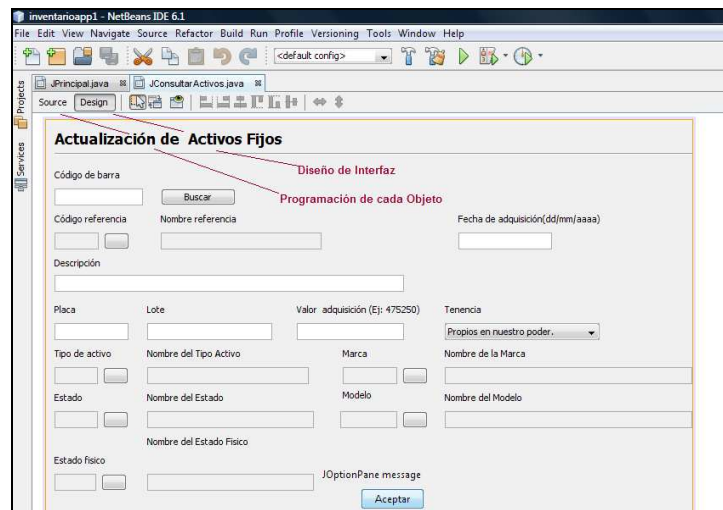 inventarioapp1 - NetBeans IDE 6.1
File Edit View Navigate Source Refactor Build Run Profile Versioning Tools Window Help
<default config>
JPrincipal.java JConsultarActivos.java
Projects
Services
Source Design
Actualización de Activos Fijos
Diseño de Interfaz
Código de barra
Buscar
Programación de cada Objeto
Código referencia Nombre referencia Fecha de adquisición(dd/mm/aaaa)
Descripción
Placa Lote Valor adquisición (Ej: 475250) Tenencia
Propios en nuestro poder.
Tipo de activo Nombre del Tipo Activo Marca Nombre de la Marca
Estado Nombre del Estado Modelo Nombre del Modelo
Nombre del Estado Fisico
Estado fisico
JOptionPane message
Aceptar